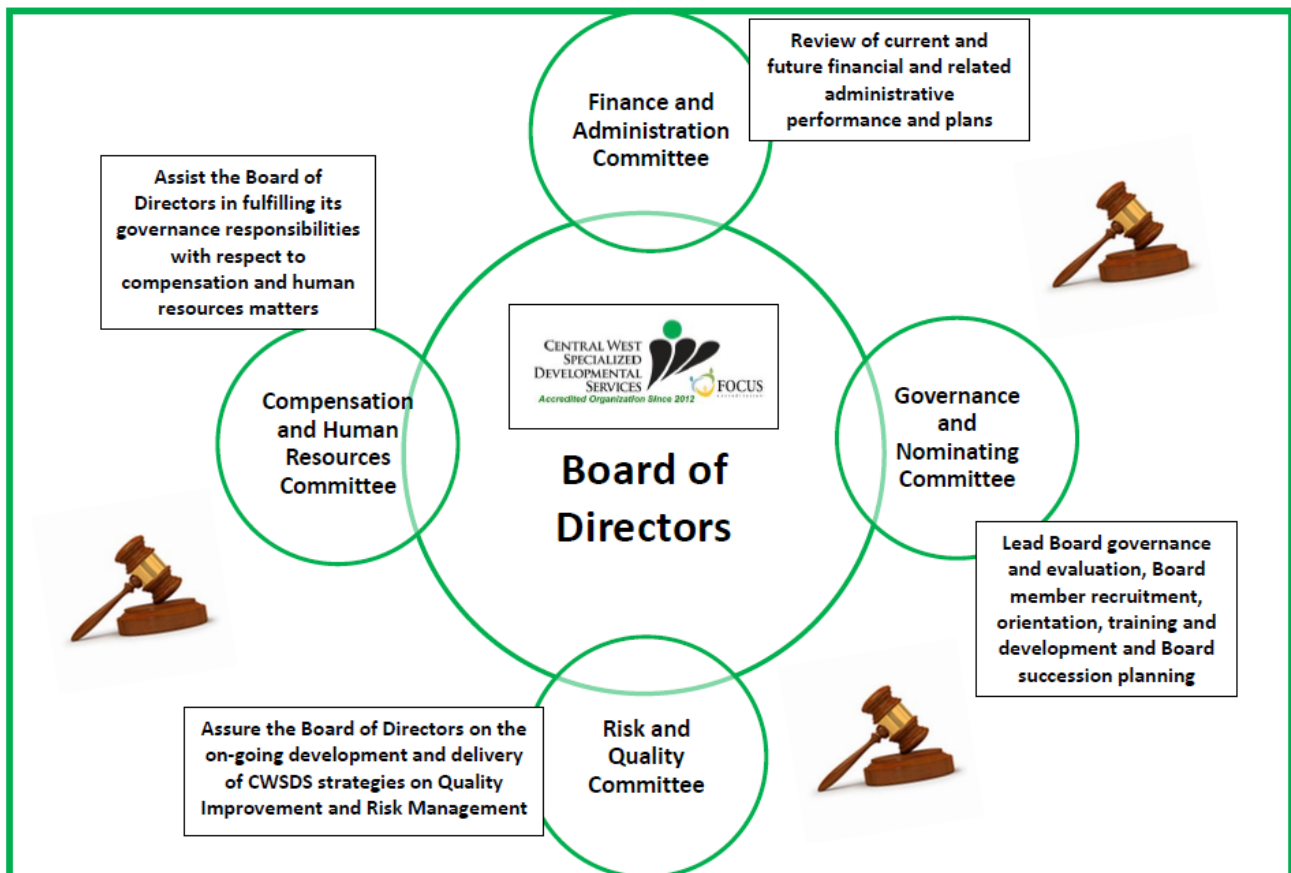 Finance and
Administration
Committee
Review of current and
future financial and related
administrative
performance and plans
Assist the Board of
Directors in fulfilling its
governance responsibilities
with respect to
compensation and human
resources matters
Compensation
and Human
Resources
Committee
CENTRAL WEST
SPECIALIZED
DEVELOPMENTAL
SERVICES
Accredited Organization Since 2012
FOCUS
accreditation
Board of
Directors
Governance
and
Nominating
Committee
Lead Board governance
and evaluation, Board
member recruitment,
orientation, training and
development and Board
succession planning
Assure the Board of Directors on the
on-going development and delivery
of CWSDS strategies on Quality
Improvement and Risk Management
Risk and
Quality
Committee